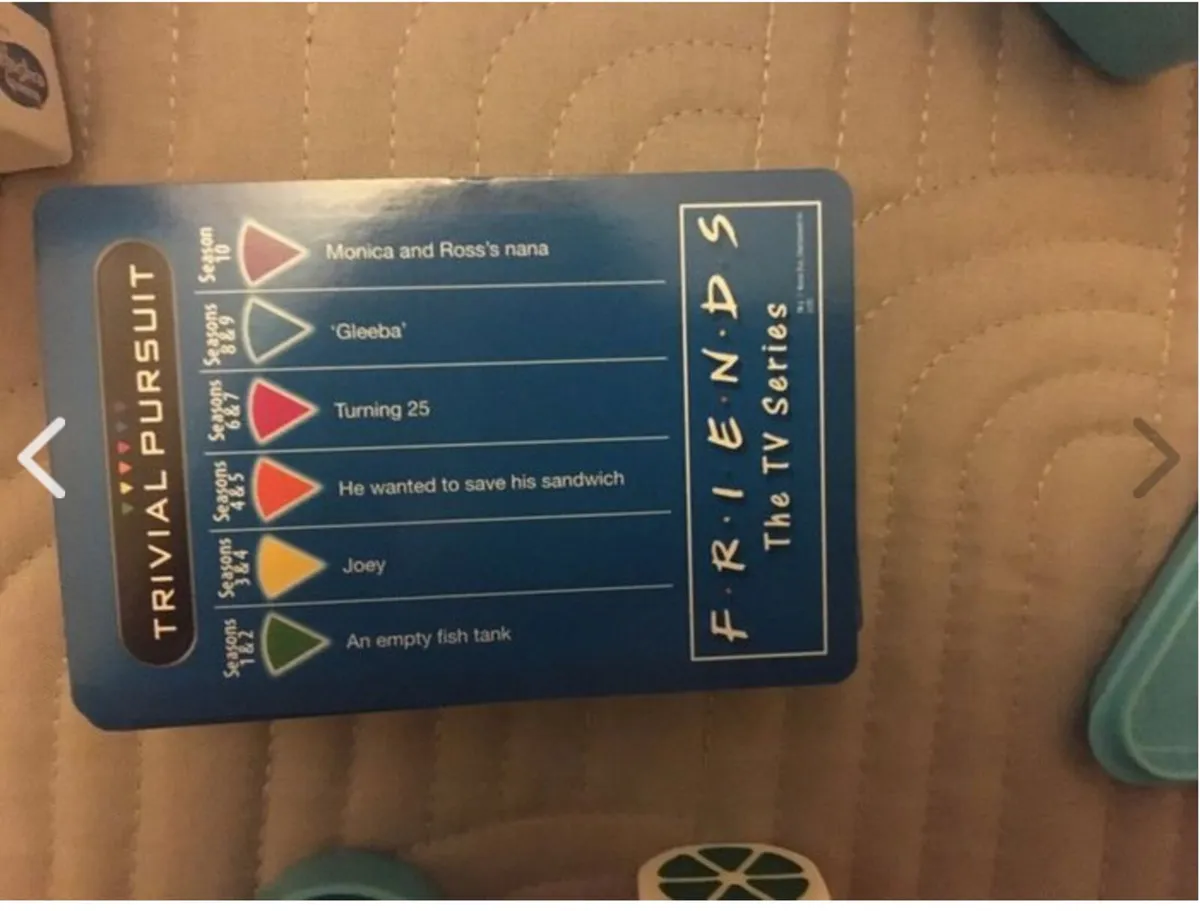 TRIVIAL PURSUIT
Season
10
Monica and Ross's nana
Seasons
8 & 9
'Gleeba'
Seasons
6 & 7
Turning 25
Seasons
4 & 5
He wanted to save his sandwich
Seasons
3 & 4
Joey
Seasons
1 & 2
An empty fish tank
F·R·I·E·N·D·S
The TV Series